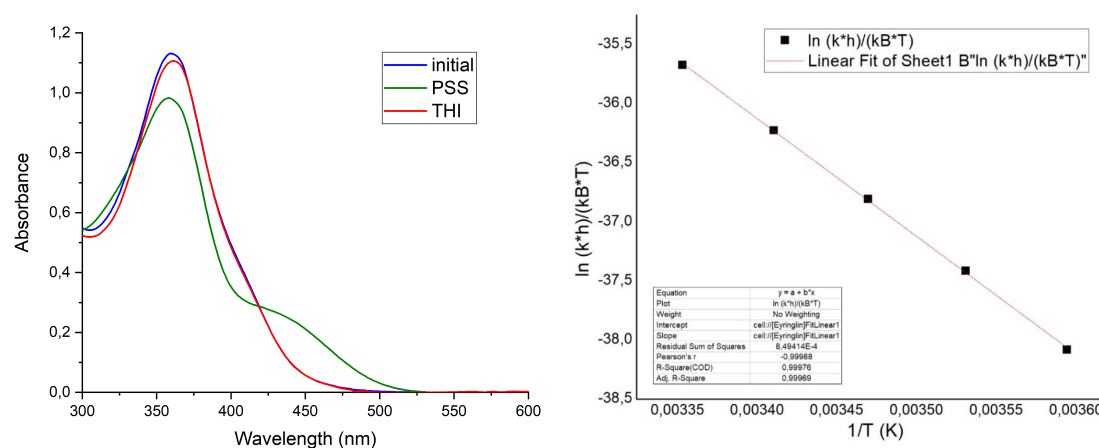 1,2
1,0
0,8
0,6
0,4
0,2
0,0
Absorbance
300
350
400
450
500
550
600
Wavelength (nm)
initial
PSS
THI
-35,5
-36,0
-36,5
-37,0
-37,5
-38,0
-38,5
ln (k*h)/(kB*T)
0,00335
0,00340
0,00345
0,00350
0,00355
0,00360
1/T (K)
ln (k*h)/(kB*T)
Linear Fit of Sheet1 B"ln (k*h)/(kB*T)"
Equation y = a + b*x
Plot ln (k*h)/(kB*T)
Weight No Weighting
Intercept cell://[Eyringlin]FitLinear1
Slope cell://[Eyringlin]FitLinear1
Residual Sum of Squares 8,49414E-4
Pearson's r -0,99988
R-Square(COD) 0,99976
Adj. R-Square 0,99969